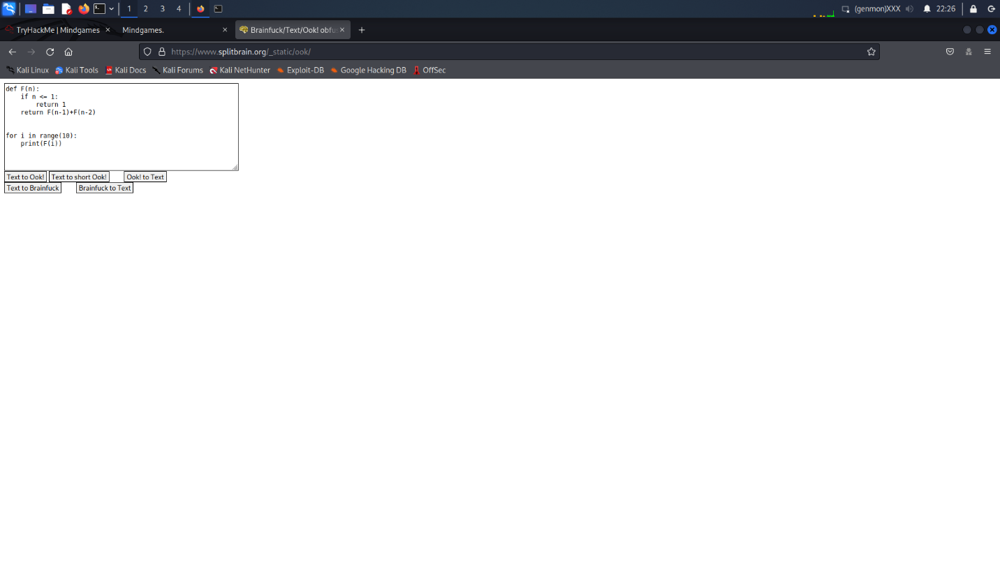 1 2 3 4 (genmon)XXX 22:26
TryHackMe | Mindgames Mindgames. Brainfuck/Text/Ook! obfus
https://www.splitbrain.org/_static/ook/
Kali Linux Kali Tools Kali Docs Kali Forums Kali NetHunter Exploit-DB Google Hacking DB OffSec
def F(n):
    if n <= 1:
        return 1
    return F(n-1)+F(n-2)
for i in range(10):
    print(F(i))
Text to Ook! Text to short Ook! Ook! to Text
Text to Brainfuck Brainfuck to Text